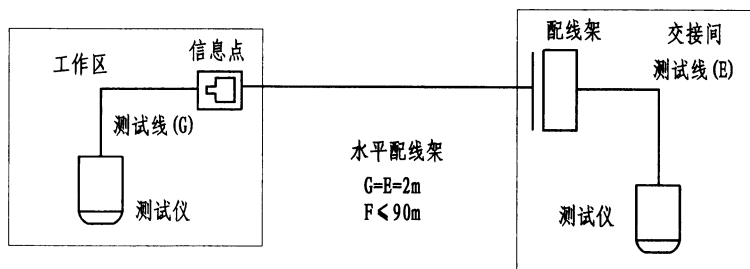 工作区
信息点
测试线(G)
测试仪
水平配线架
G=E=2m
F≤90m
配线架
交接间
测试线(E)
测试仪